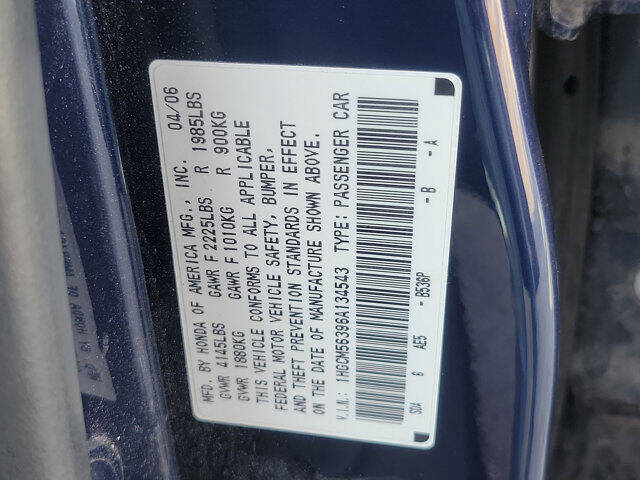 MFD. BY HONDA OF AMERICA MFG., INC. 04/06
GVWR 4145LBS GAWR F 2225LBS R 1985LBS
GVWR 1880KG GAWR F 1010KG R 900KG
THIS VEHICLE CONFORMS TO ALL APPLICABLE
FEDERAL MOTOR VEHICLE SAFETY, BUMPER,
AND THEFT PREVENTION STANDARDS IN EFFECT
ON THE DATE OF MANUFACTURE SHOWN ABOVE.
V.I.N.: 1HGCM56396A134543 TYPE: PASSENGER CAR
SDA 6 AE5 - B536P - B - A